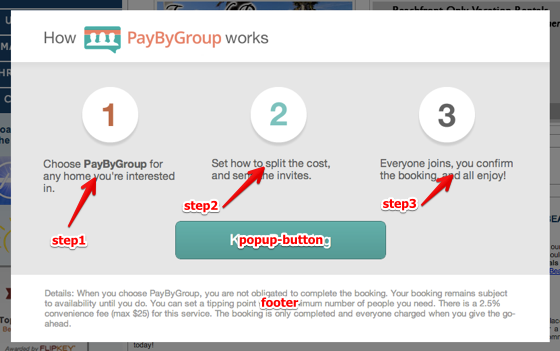 Beachfront Only Vacation Rentals
How PayByGroup works
1
2
3
Choose PayByGroup for
any home you're interested
in.
Set how to split the cost,
and send the invites.
Everyone joins, you confirm
the booking, and all enjoy!
step1
step2
step3
popup-button
Details: When you choose PayByGroup, you are not obligated to complete the booking. Your booking remains subject
to availability until you do. You can set a tipping point footer minimum number of people you need. There is a 2.5%
convenience fee (max $25) for this service. The booking is only completed and everyone charged when you give the go-
ahead.
Powered by FLIPKEY
today!